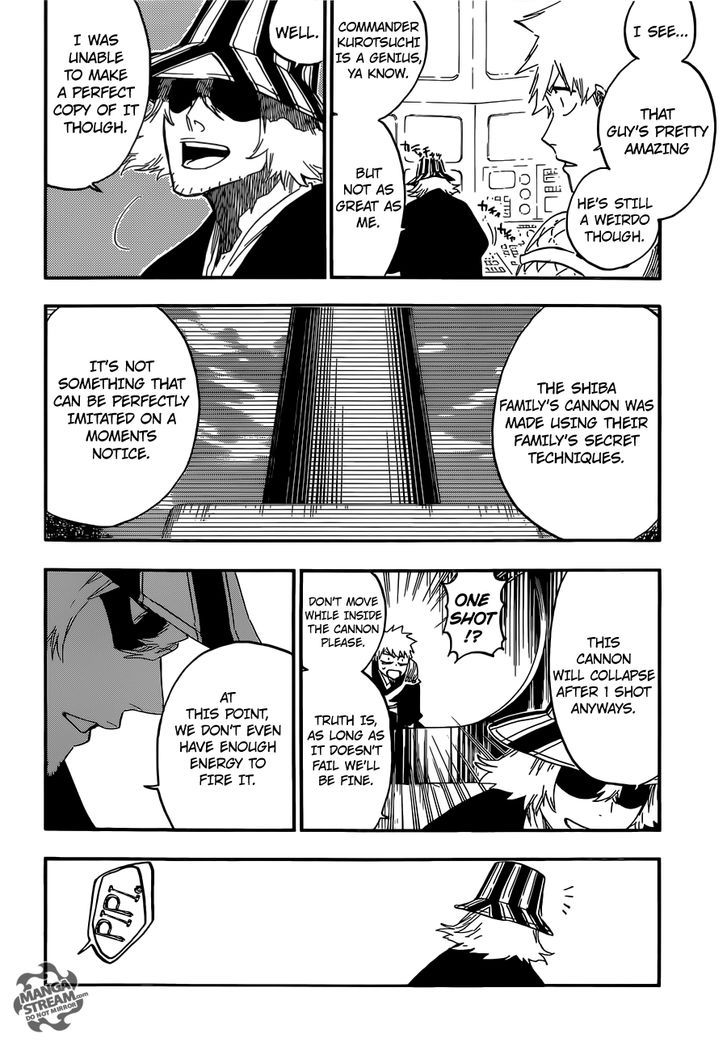 I SEE...
THAT
GUY'S PRETTY
AMAZING
HE'S STILL
A WEIRDO
THOUGH.
COMMANDER
KUROTSUCHI
IS A GENIUS,
YA KNOW.
BUT
NOT AS
GREAT AS
ME.
WELL.
I WAS
UNABLE
TO MAKE
A PERFECT
COPY OF IT
THOUGH.
THE SHIBA
FAMILY'S CANNON WAS
MADE USING THEIR
FAMILY'S SECRET
TECHNIQUES.
IT'S NOT
SOMETHING THAT
CAN BE PERFECTLY
IMITATED ON A
MOMENTS
NOTICE.
THIS
CANNON
WILL COLLAPSE
AFTER 1 SHOT
ANYWAYS.
ONE
SHOT
!?
DON'T MOVE
WHILE INSIDE
THE CANNON
PLEASE.
TRUTH IS,
AS LONG AS
IT DOESN'T
FAIL WE'LL
BE FINE.
AT
THIS POINT,
WE DON'T EVEN
HAVE ENOUGH
ENERGY TO
FIRE IT.
PIPI
MANGA
STREAM.com
DO NOT MIRROR